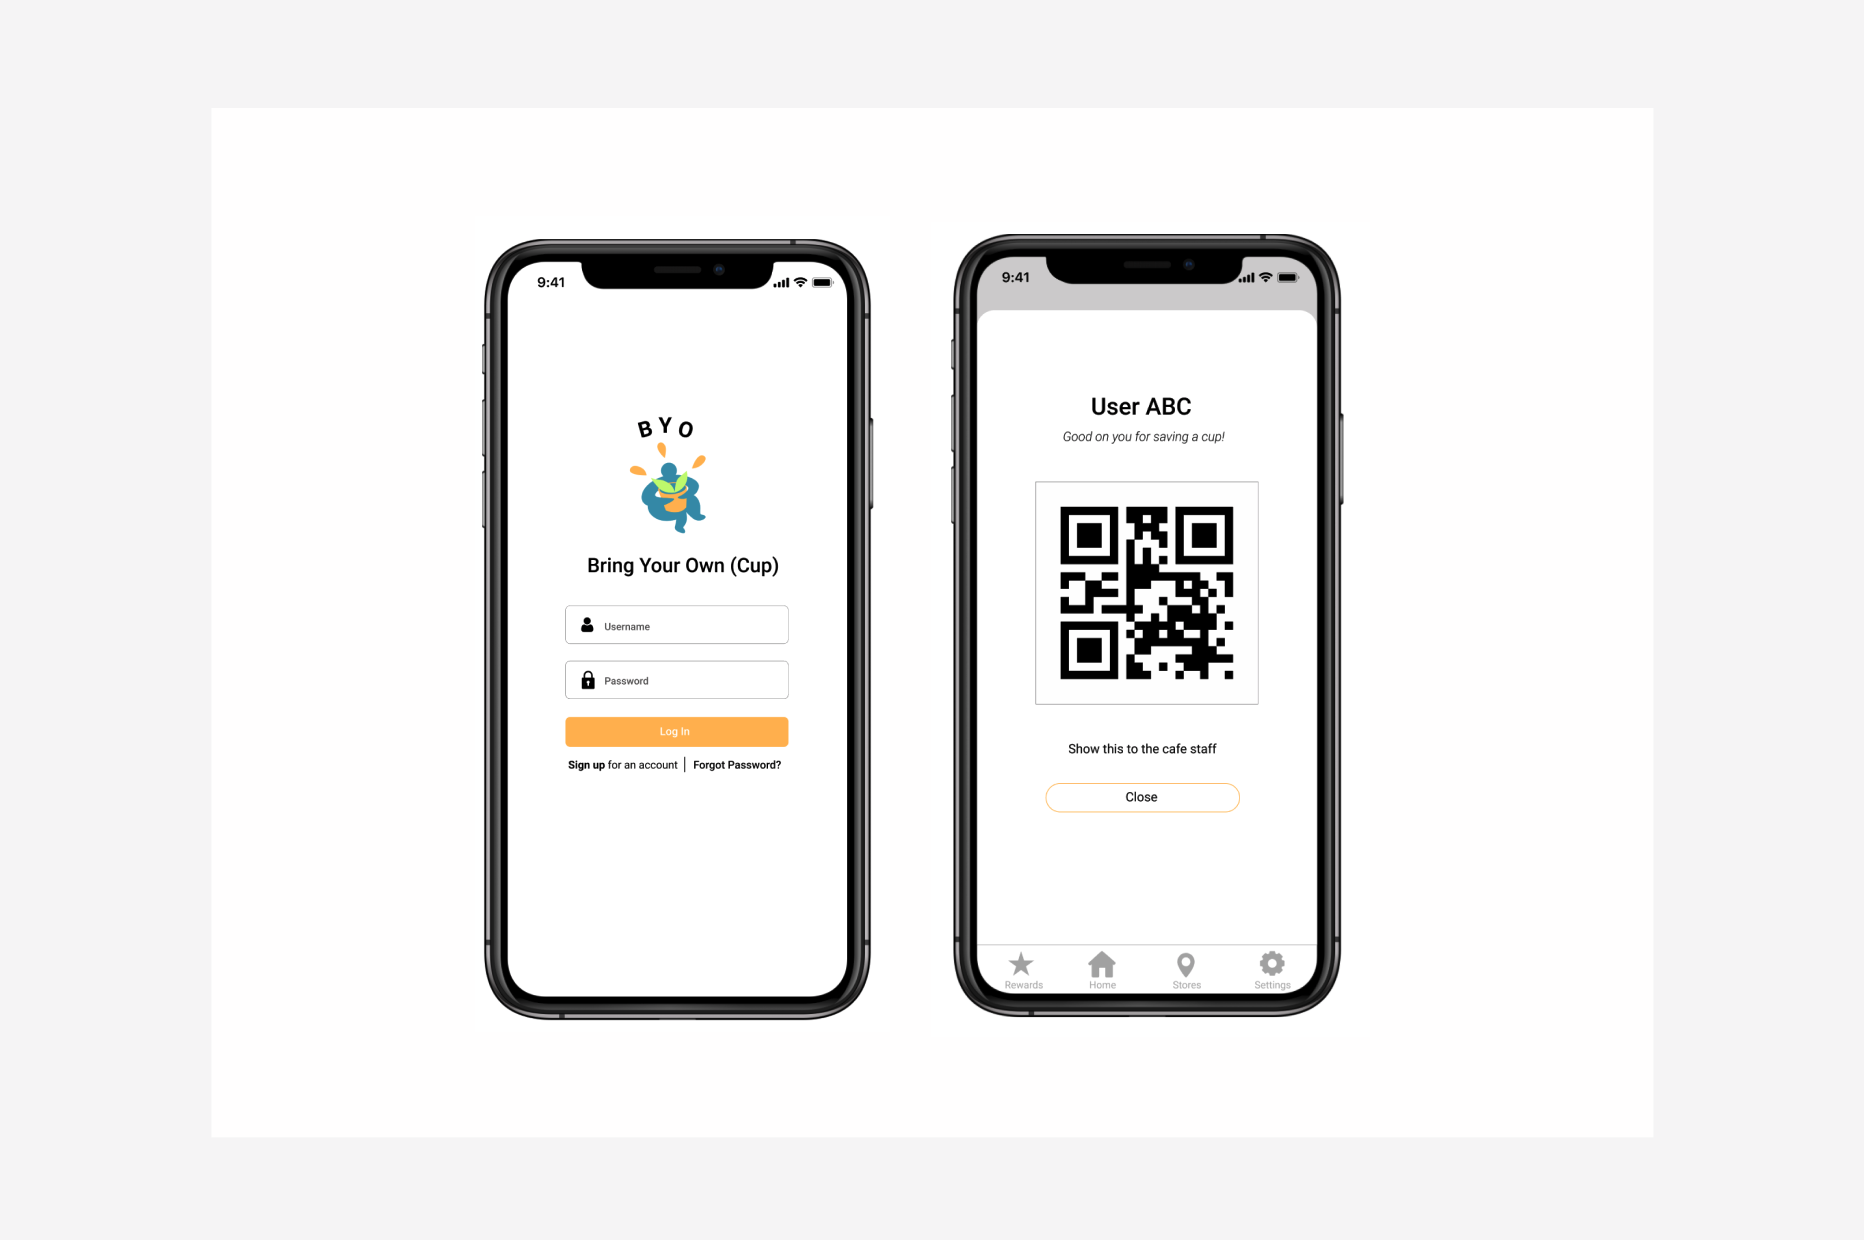 9:41
BYO
Bring Your Own (Cup)
Username
Password
Log In
Sign up for an account | Forgot Password?
9:41
User ABC
Good on you for saving a cup!
Show this to the cafe staff
Close
Rewards Home Stores Settings